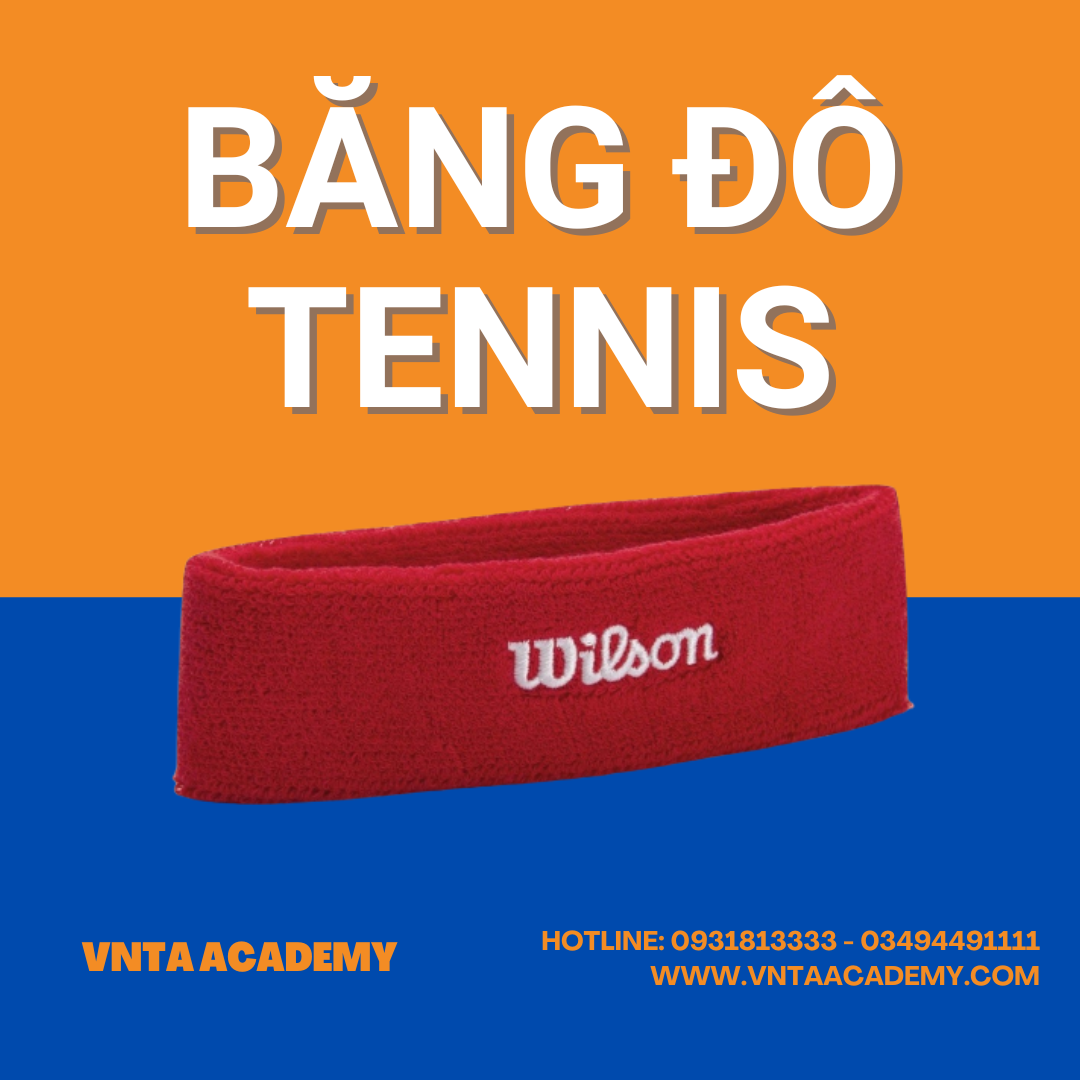 BĂNG ĐÔ
TENNIS
Wilson
VNTA ACADEMY
HOTLINE: 0931813333 - 03494491111
WWW.VNTAACADEMY.COM